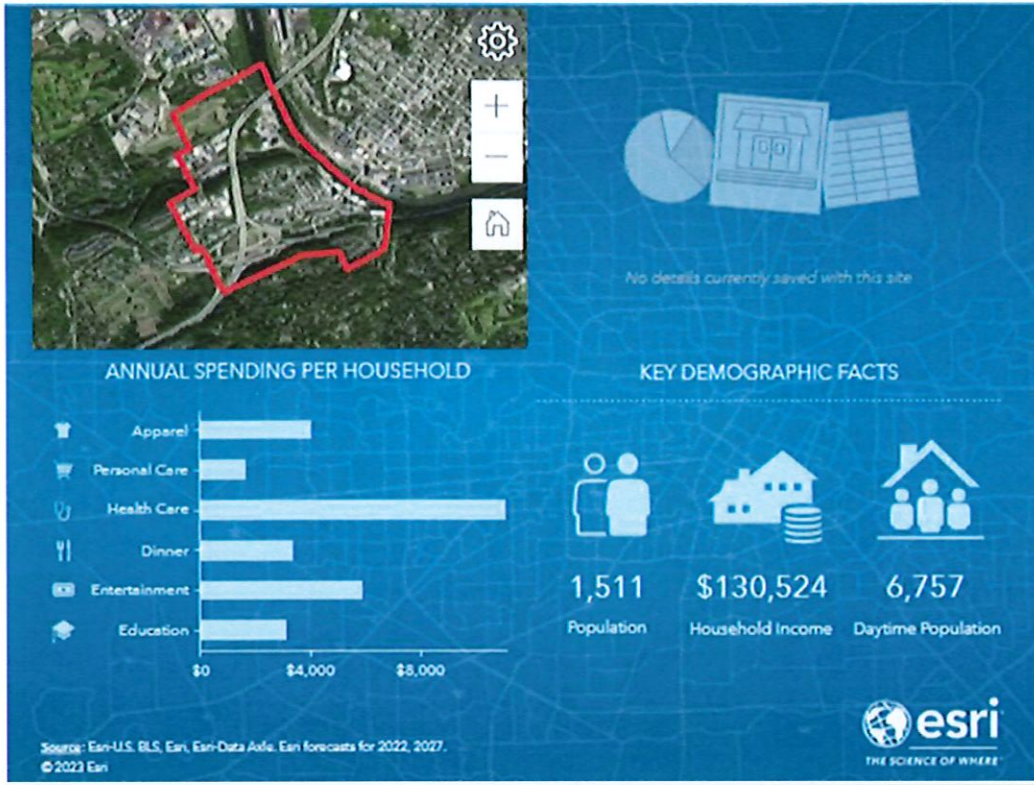 No details currently saved with this site
ANNUAL SPENDING PER HOUSEHOLD
Apparel
Personal Care
Health Care
Dinner
Entertainment
Education
$0
$4,000
$8,000
KEY DEMOGRAPHIC FACTS
1,511
Population
$130,524
Household Income
6,757
Daytime Population
Source: Esri-U.S. BLS, Esri, Esri-Data Axle. Esri forecasts for 2022, 2027.
© 2023 Esri
esri
THE SCIENCE OF WHERE